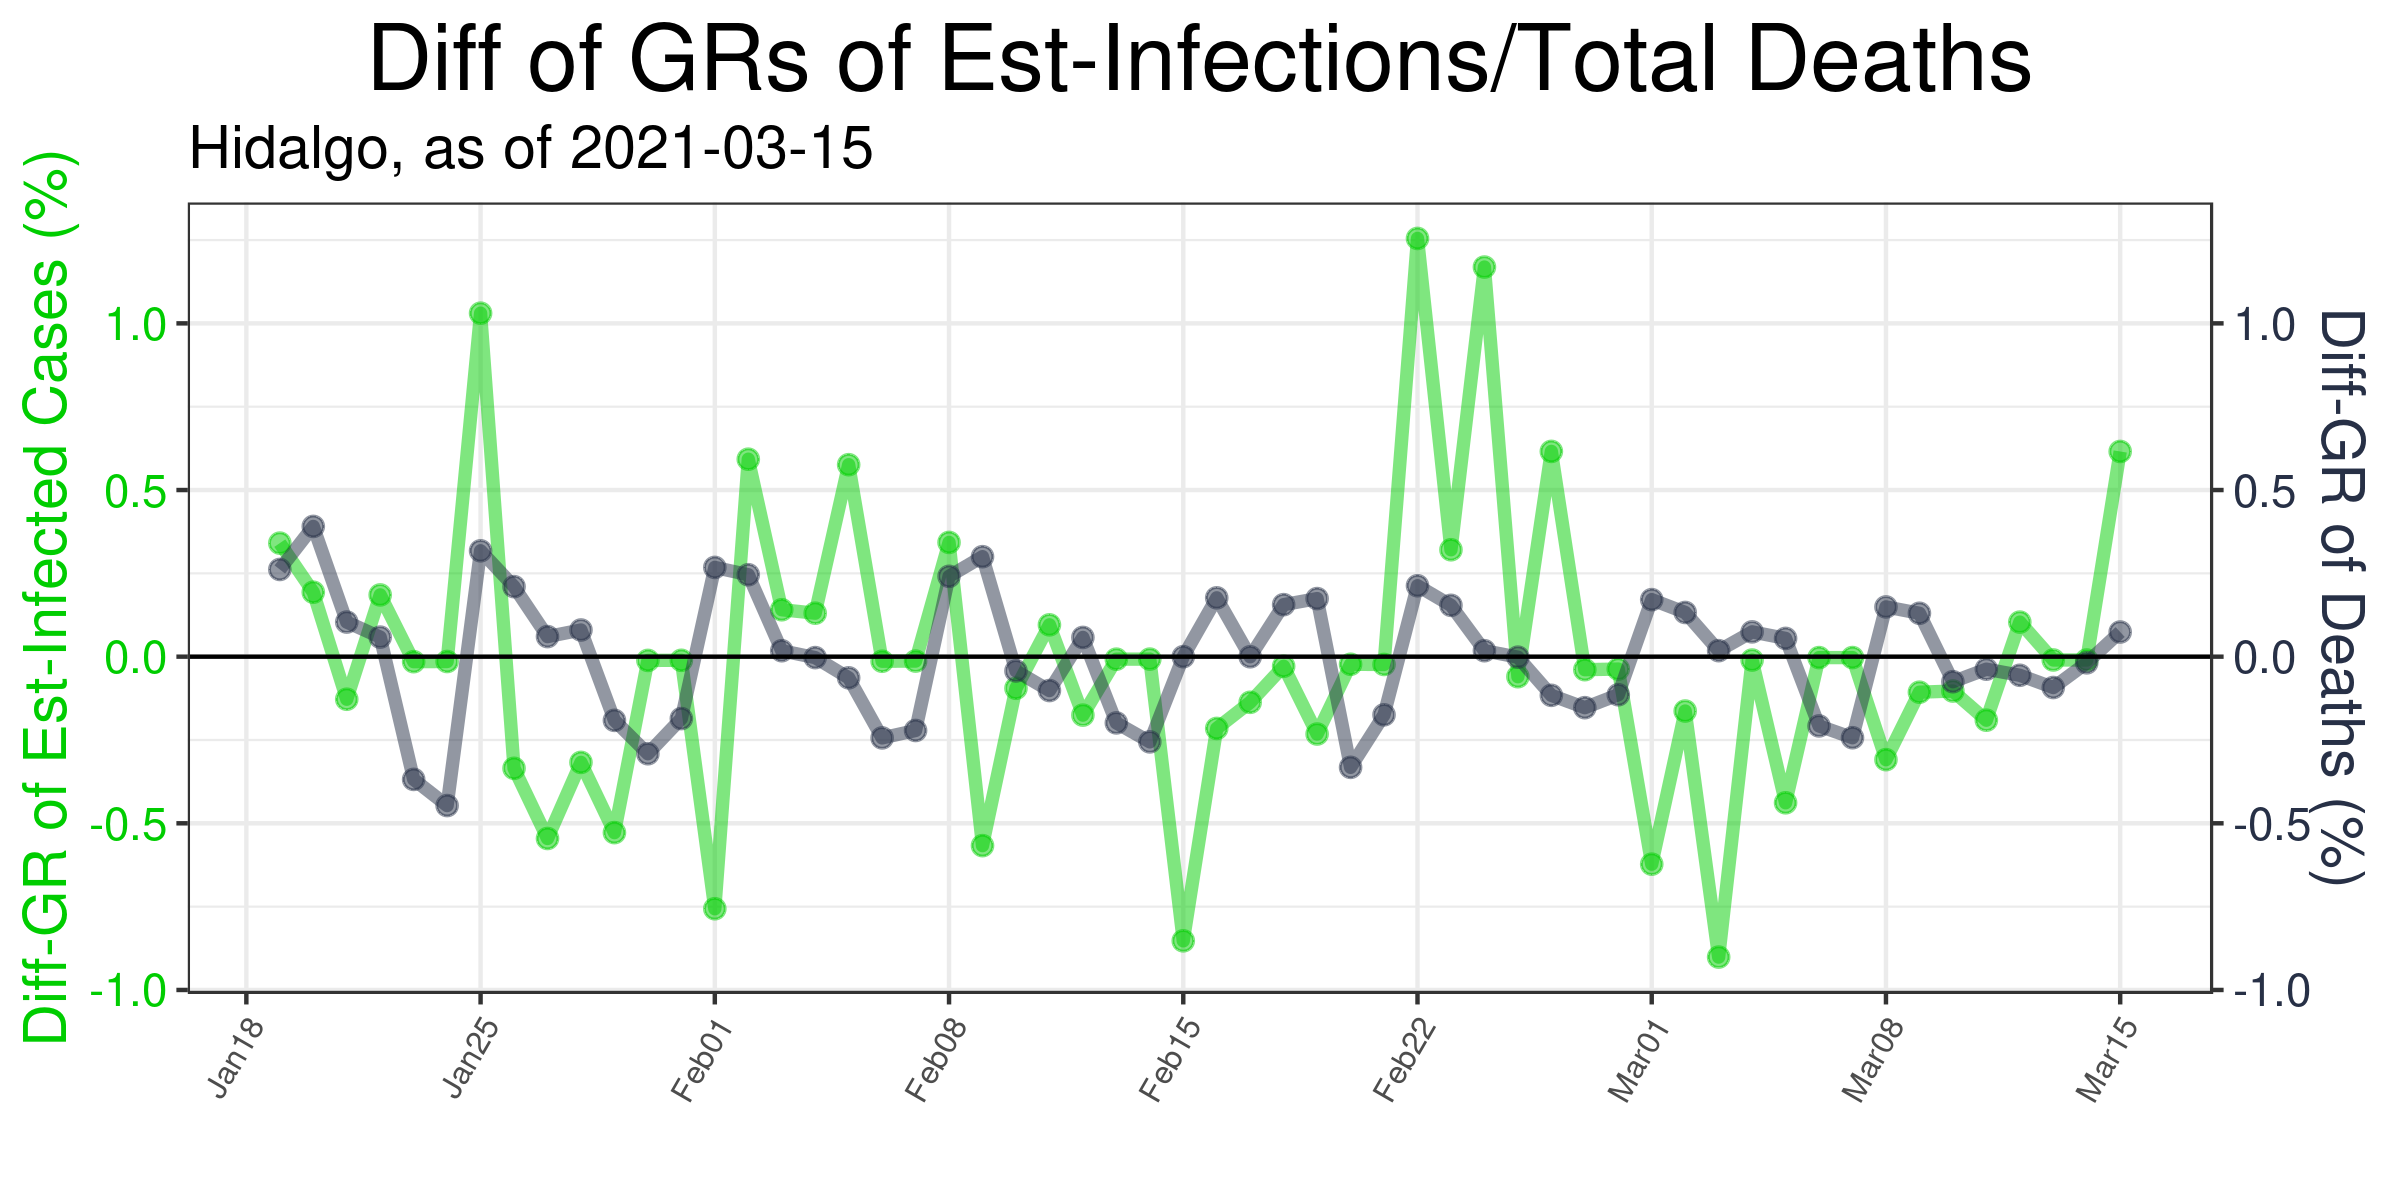 Diff of GRs of Est-Infections/Total Deaths
Hidalgo, as of 2021-03-15
Diff-GR of Est-Infected Cases (%)
1.0
0.5
0.0
-0.5
-1.0
1.0
0.5
0.0
-0.5
-1.0
Diff-GR of Deaths (%)
Jan18
Jan25
Feb01
Feb08
Feb15
Feb22
Mar01
Mar08
Mar15